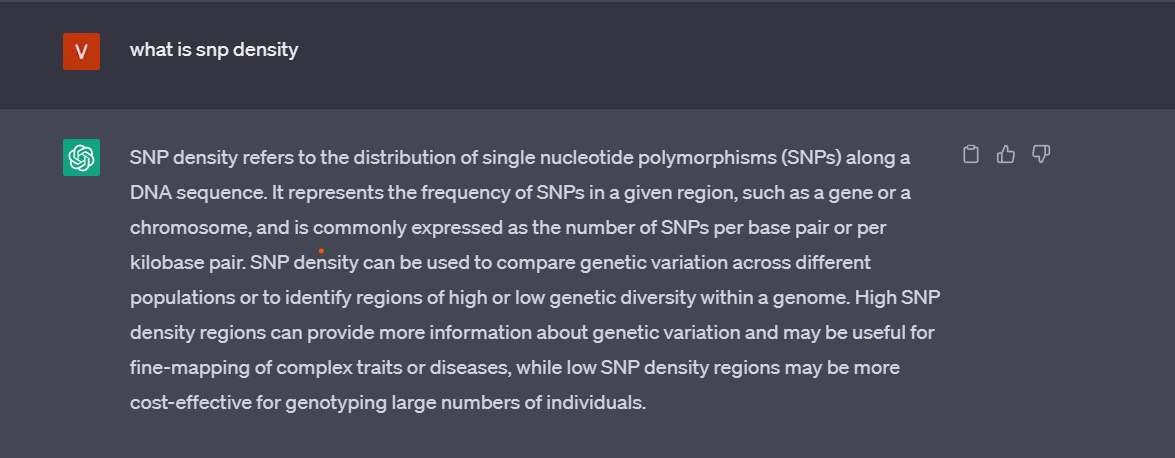 V
what is snp density
SNP density refers to the distribution of single nucleotide polymorphisms (SNPs) along a
DNA sequence. It represents the frequency of SNPs in a given region, such as a gene or a
chromosome, and is commonly expressed as the number of SNPs per base pair or per
kilobase pair. SNP density can be used to compare genetic variation across different
populations or to identify regions of high or low genetic diversity within a genome. High SNP
density regions can provide more information about genetic variation and may be useful for
fine-mapping of complex traits or diseases, while low SNP density regions may be more
cost-effective for genotyping large numbers of individuals.